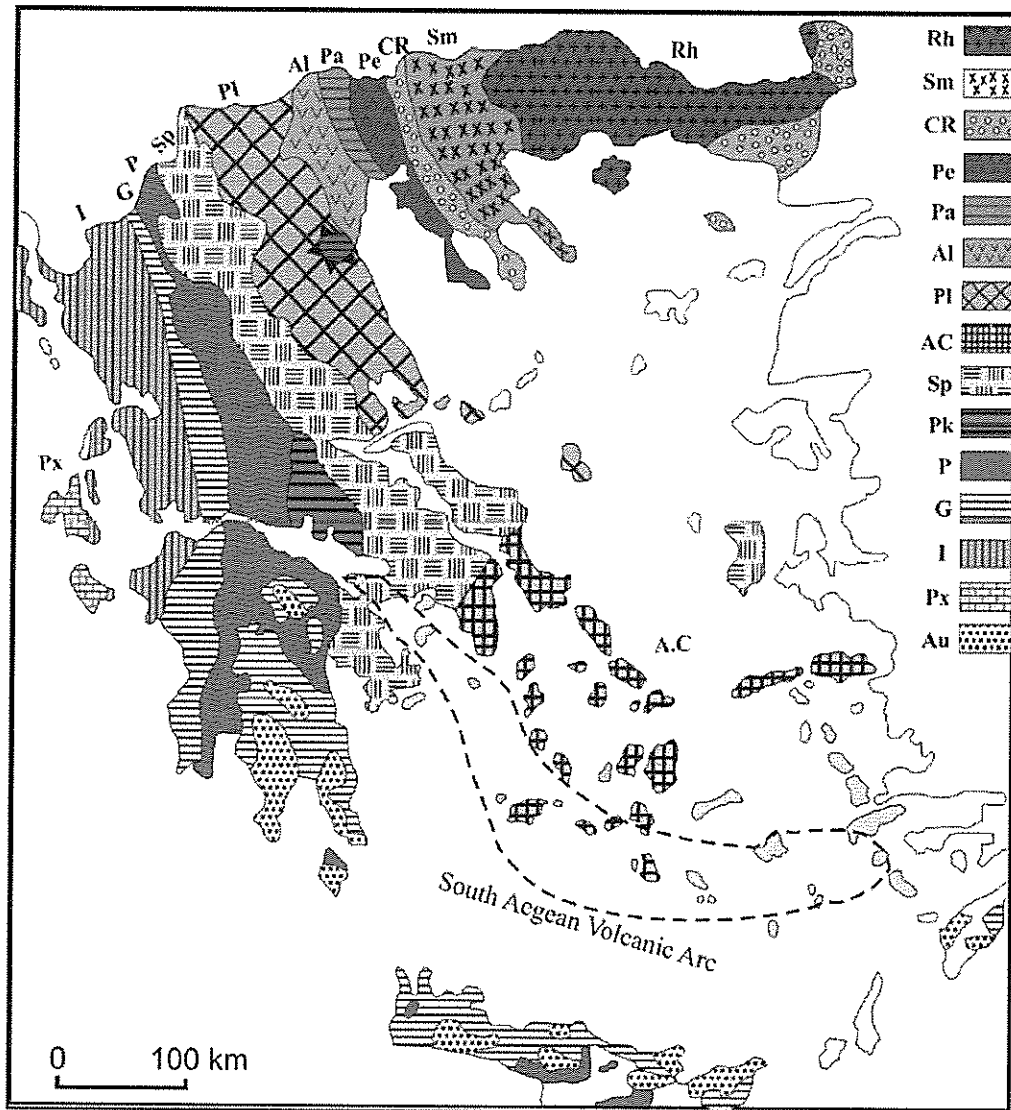 Rh
Sm
CR
Pe
Pa
Al
Pl
AC
Sp
Pk
P
G
I
Px
Au
I
G
P
Sp
Pl
Al
Pa
Pe
CR
Sm
Rh
Px
A.C
South Aegean Volcanic Arc
0 100 km